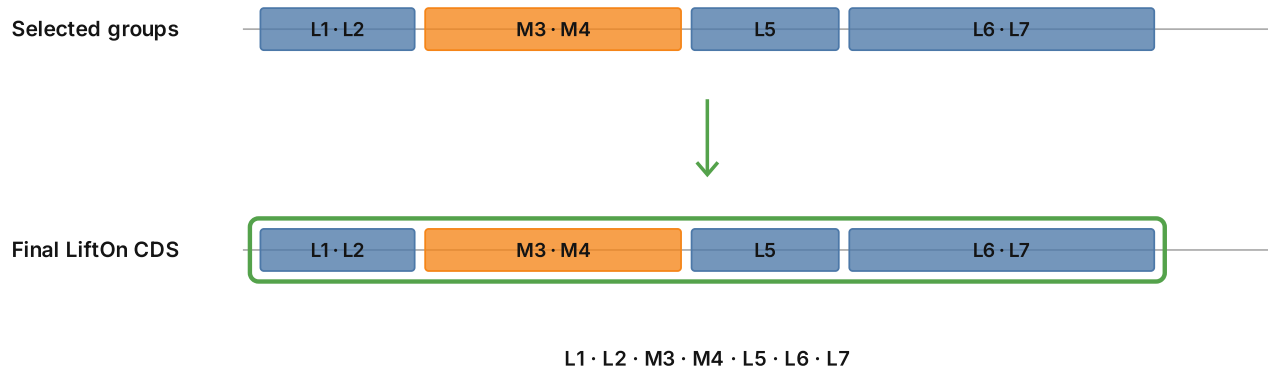 Selected groups L1 · L2 M3 · M4 L5 L6 · L7
Final LiftOn CDS L1 · L2 M3 · M4 L5 L6 · L7
L1 · L2 · M3 · M4 · L5 · L6 · L7